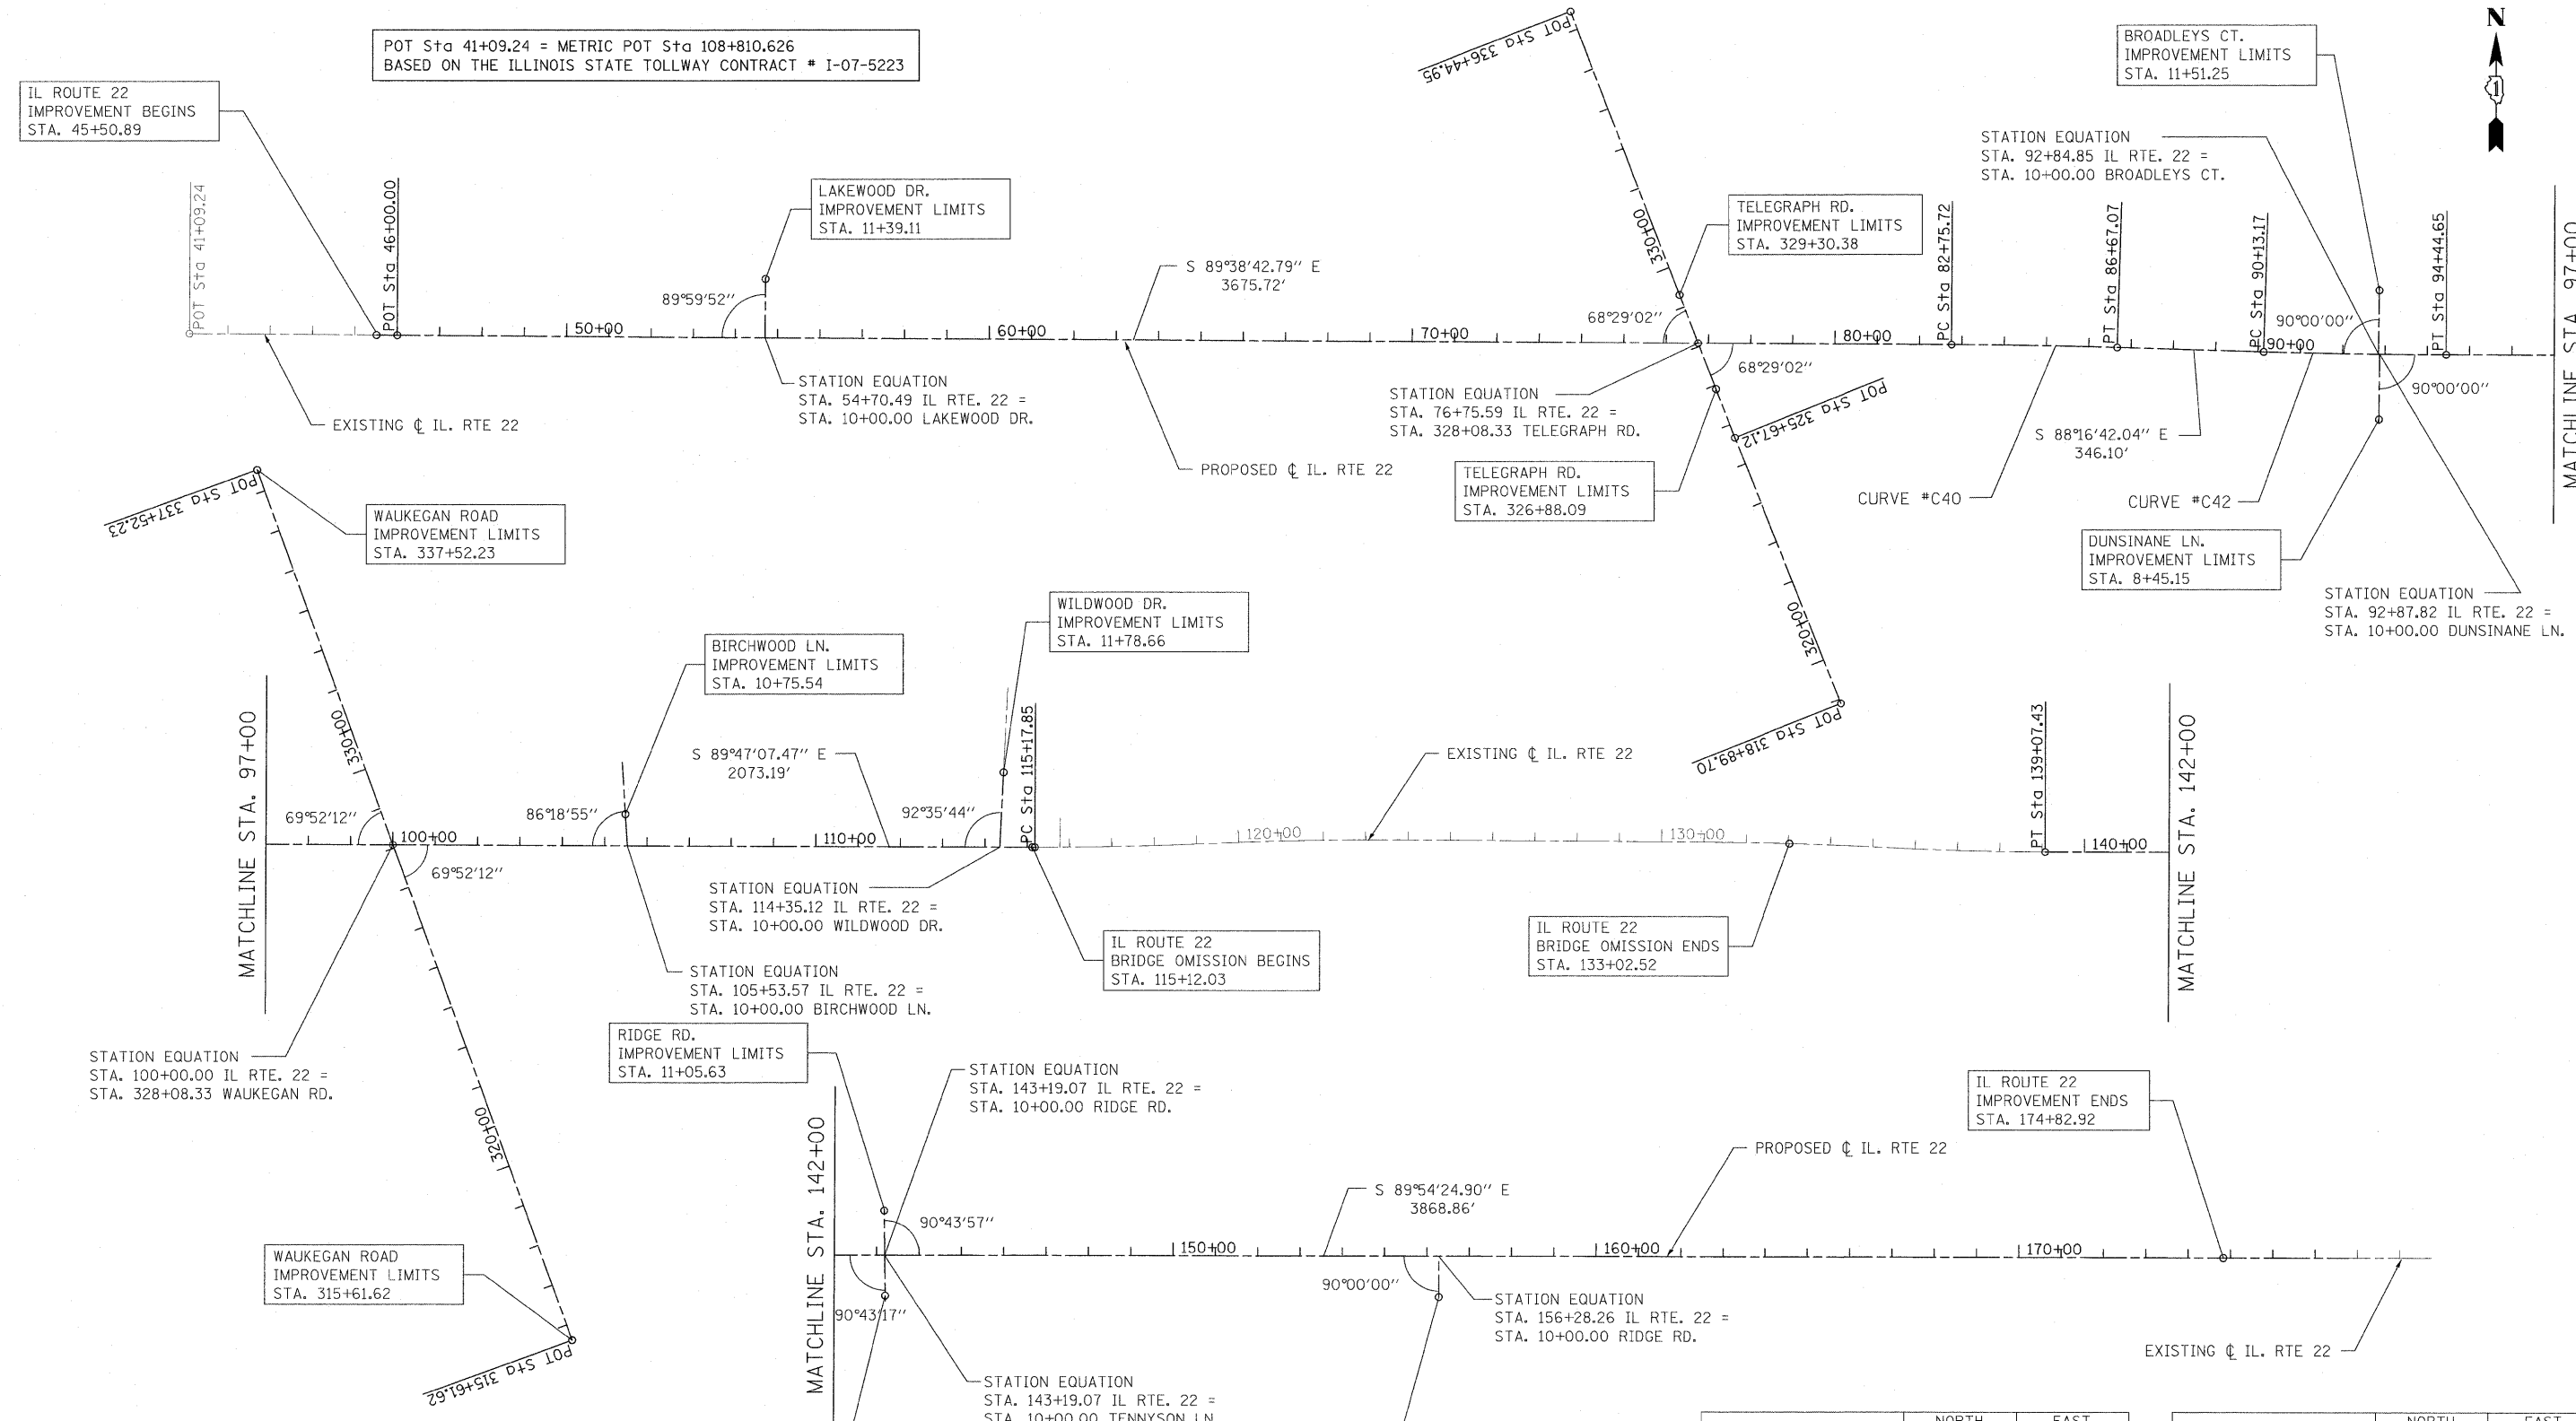 POT Sta 41+09.24 = METRIC POT Sta 108+810.626
BASED ON THE ILLINOIS STATE TOLLWAY CONTRACT # I-07-5223
IL ROUTE 22
IMPROVEMENT BEGINS
STA. 45+50.89
POT Sta 41+09.24
POT Sta 46+00.00
EXISTING ℄ IL. RTE 22
50+00
LAKEWOOD DR.
IMPROVEMENT LIMITS
STA. 11+39.11
89°59'52"
STATION EQUATION
STA. 54+70.49 IL RTE. 22 =
STA. 10+00.00 LAKEWOOD DR.
60+00
S 89°38'42.79" E
3675.72'
PROPOSED ℄ IL. RTE 22
70+00
POT Sta 336+44.95
330+00
TELEGRAPH RD.
IMPROVEMENT LIMITS
STA. 329+30.38
68°29'02"
68°29'02"
STATION EQUATION
STA. 76+75.59 IL RTE. 22 =
STA. 328+08.33 TELEGRAPH RD.
TELEGRAPH RD.
IMPROVEMENT LIMITS
STA. 326+88.09
POT Sta 325+67.12
320+00
POT Sta 318+89.70
80+00
PC Sta 82+75.72
PT Sta 86+67.07
PC Sta 90+13.17
90+00
PT Sta 94+44.65
CURVE #C40
S 88°16'42.04" E
346.10'
CURVE #C42
BROADLEYS CT.
IMPROVEMENT LIMITS
STA. 11+51.25
STATION EQUATION
STA. 92+84.85 IL RTE. 22 =
STA. 10+00.00 BROADLEYS CT.
90°00'00"
90°00'00"
DUNSINANE LN.
IMPROVEMENT LIMITS
STA. 8+45.15
STATION EQUATION
STA. 92+87.82 IL RTE. 22 =
STA. 10+00.00 DUNSINANE LN.
N
1
MATCHLINE STA 97+00
MATCHLINE STA. 97+00
POT Sta 337+52.23
WAUKEGAN ROAD
IMPROVEMENT LIMITS
STA. 337+52.23
330+00
69°52'12"
100+00
69°52'12"
STATION EQUATION
STA. 100+00.00 IL RTE. 22 =
STA. 328+08.33 WAUKEGAN RD.
320+00
WAUKEGAN ROAD
IMPROVEMENT LIMITS
STA. 315+61.62
POT Sta 315+61.62
BIRCHWOOD LN.
IMPROVEMENT LIMITS
STA. 10+75.54
86°18'55"
STATION EQUATION
STA. 105+53.57 IL RTE. 22 =
STA. 10+00.00 BIRCHWOOD LN.
110+00
S 89°47'07.47" E
2073.19'
WILDWOOD DR.
IMPROVEMENT LIMITS
STA. 11+78.66
92°35'44"
STATION EQUATION
STA. 114+35.12 IL RTE. 22 =
STA. 10+00.00 WILDWOOD DR.
PC Sta 115+17.85
IL ROUTE 22
BRIDGE OMISSION BEGINS
STA. 115+12.03
120+00
EXISTING ℄ IL. RTE 22
130+00
IL ROUTE 22
BRIDGE OMISSION ENDS
STA. 133+02.52
PT Sta 139+07.43
140+00
MATCHLINE STA. 142+00
MATCHLINE STA. 142+00
RIDGE RD.
IMPROVEMENT LIMITS
STA. 11+05.63
STATION EQUATION
STA. 143+19.07 IL RTE. 22 =
STA. 10+00.00 RIDGE RD.
90°43'57"
90°43'17"
STATION EQUATION
STA. 143+19.07 IL RTE. 22 =
STA. 10+00.00 TENNYSON LN.
150+00
S 89°54'24.90" E
3868.86'
90°00'00"
STATION EQUATION
STA. 156+28.26 IL RTE. 22 =
STA. 10+00.00 RIDGE RD.
160+00
PROPOSED ℄ IL. RTE 22
170+00
IL ROUTE 22
IMPROVEMENT ENDS
STA. 174+82.92
EXISTING ℄ IL. RTE 22
NORTH EAST
NORTH EAST